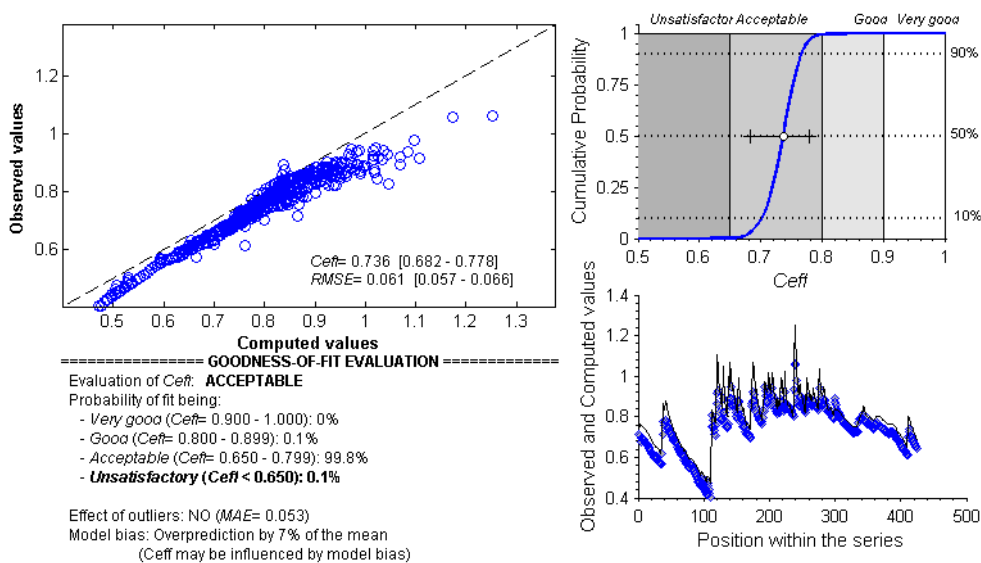 Observed values
1.2
1
0.8
0.6
Ceff= 0.736 [0.682 - 0.778]
RMSE= 0.061 [0.057 - 0.066]
0.5 0.6 0.7 0.8 0.9 1 1.1 1.2 1.3
Computed values
================ GOODNESS-OF-FIT EVALUATION =============
Evaluation of Ceff: ACCEPTABLE
Probability of fit being:
- Very good (Ceff= 0.900 - 1.000): 0%
- Good (Ceff= 0.800 - 0.899): 0.1%
- Acceptable (Ceff= 0.650 - 0.799): 99.8%
- Unsatisfactory (Ceff < 0.650): 0.1%
Effect of outliers: NO (MAE= 0.053)
Model bias: Overprediction by 7% of the mean
(Ceff may be influenced by model bias)
Unsatisfactor Acceptable Good Very good
Cumulative Probability
1
0.75
0.5
0.25
0
90%
50%
10%
0.5 0.6 0.7 0.8 0.9 1
Ceff
Observed and Computed values
1.4
1.2
1.0
0.8
0.6
0.4
0 100 200 300 400 500
Position within the series